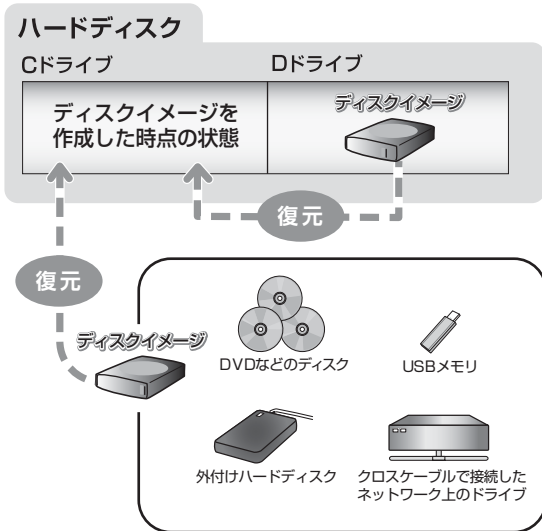 ハードディスク
Cドライブ
Dドライブ
ディスクイメージを
作成した時点の状態
ディスクイメージ
復元
復元
ディスクイメージ
DVDなどのディスク
USBメモリ
外付けハードディスク
クロスケーブルで接続した
ネットワーク上のドライブ